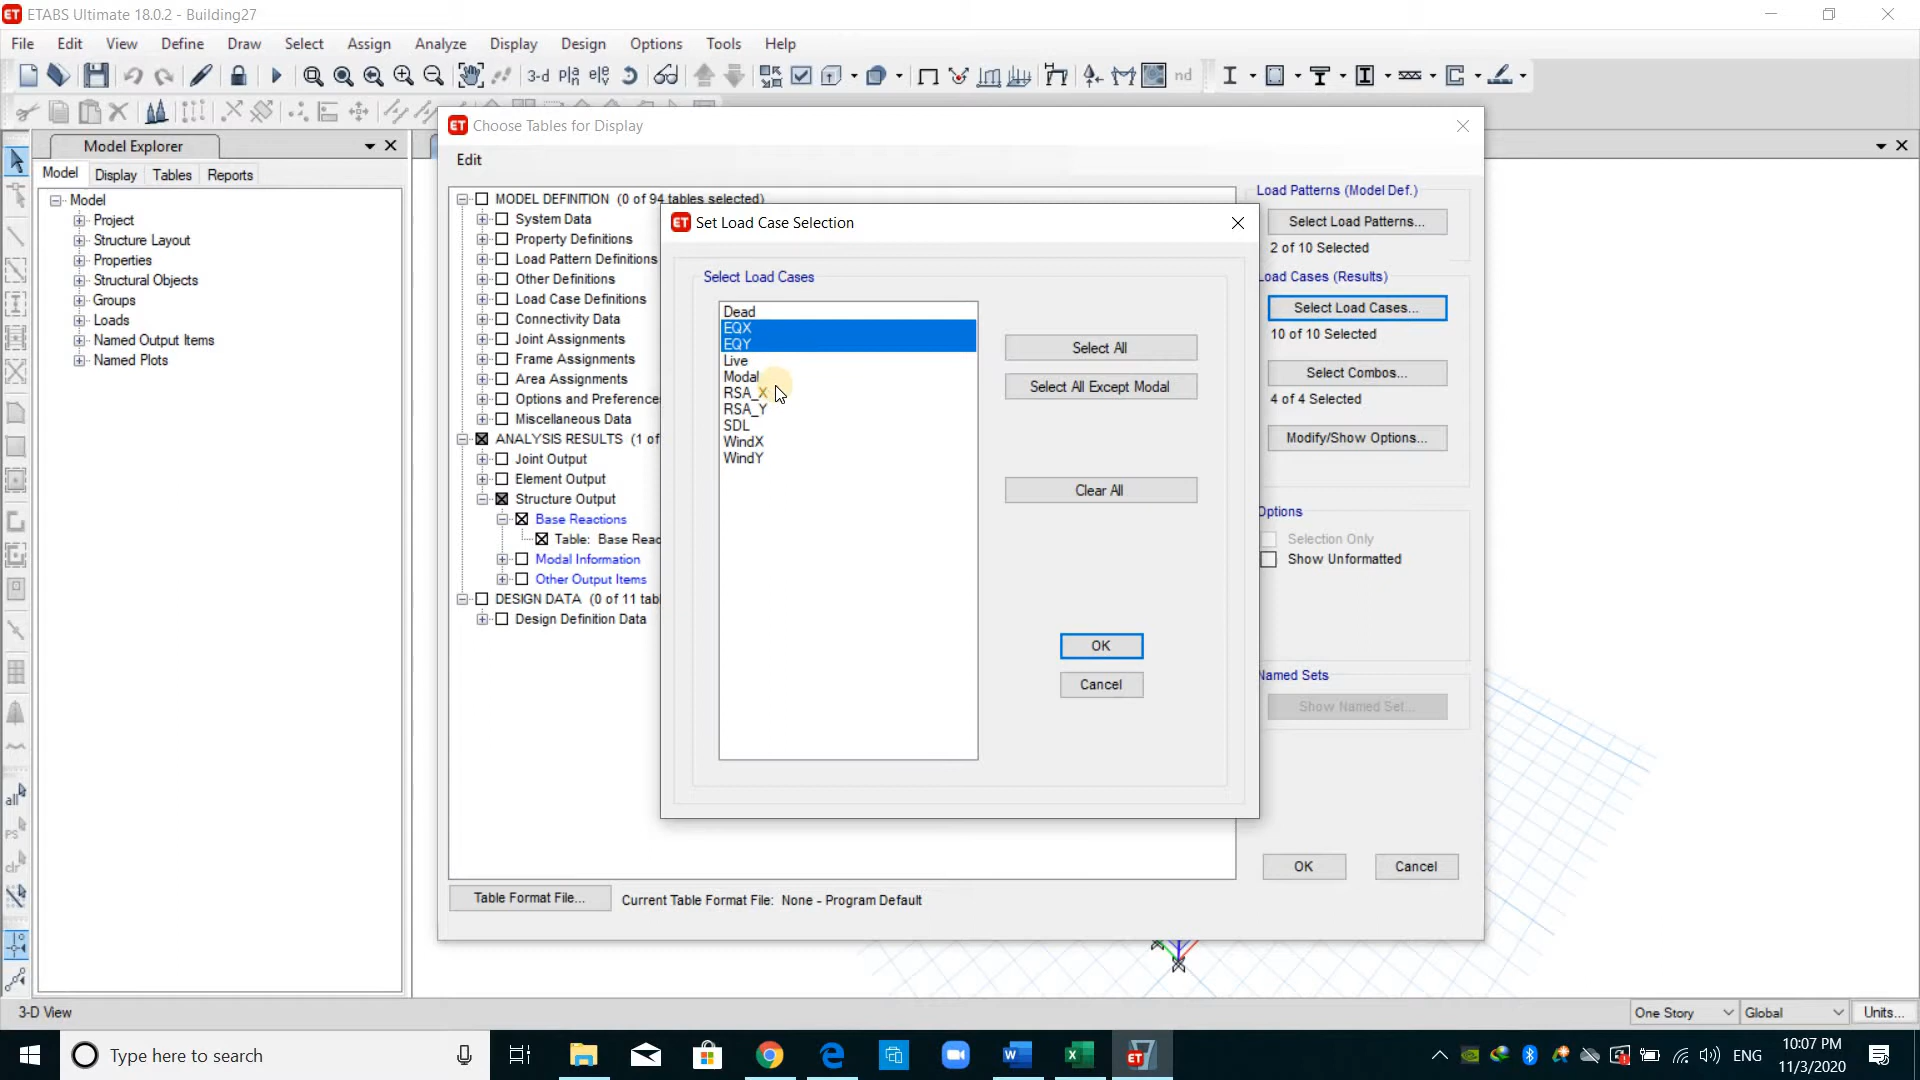 ETABS Ultimate 18.0.2 - Building27
File Edit View Define Draw Select Assign Analyze Display Design Options Tools Help
3-d
nd
Model Explorer
Choose Tables for Display
Edit
Model Display Tables Reports
Model
Project
Structure Layout
Properties
Structural Objects
Groups
Loads
Named Output Items
Named Plots
MODEL DEFINITION (0 of 94 tables selected)
System Data
Property Definitions
Load Pattern Definitions
Other Definitions
Load Case Definitions
Connectivity Data
Joint Assignments
Frame Assignments
Area Assignments
Options and Preferences
Miscellaneous Data
ANALYSIS RESULTS (1 of
Joint Output
Element Output
Structure Output
Base Reactions
Table: Base Reac
Modal Information
Other Output Items
DESIGN DATA (0 of 11 tabl
Design Definition Data
Set Load Case Selection
Select Load Cases
Dead
EQX
EQY
Live
Modal
RSA_X
RSA_Y
SDL
WindX
WindY
Select All
Select All Except Modal
Clear All
OK
Cancel
Load Patterns (Model Def.)
Select Load Patterns...
2 of 10 Selected
Load Cases (Results)
Select Load Cases...
10 of 10 Selected
Select Combos...
4 of 4 Selected
Modify/Show Options...
Options
Selection Only
Show Unformatted
Named Sets
Show Named Set...
OK
Cancel
Table Format File...
Current Table Format File: None - Program Default
all
ps
clr
3-D View
One Story
Global
Units...
Type here to search
ENG
10:07 PM
11/3/2020